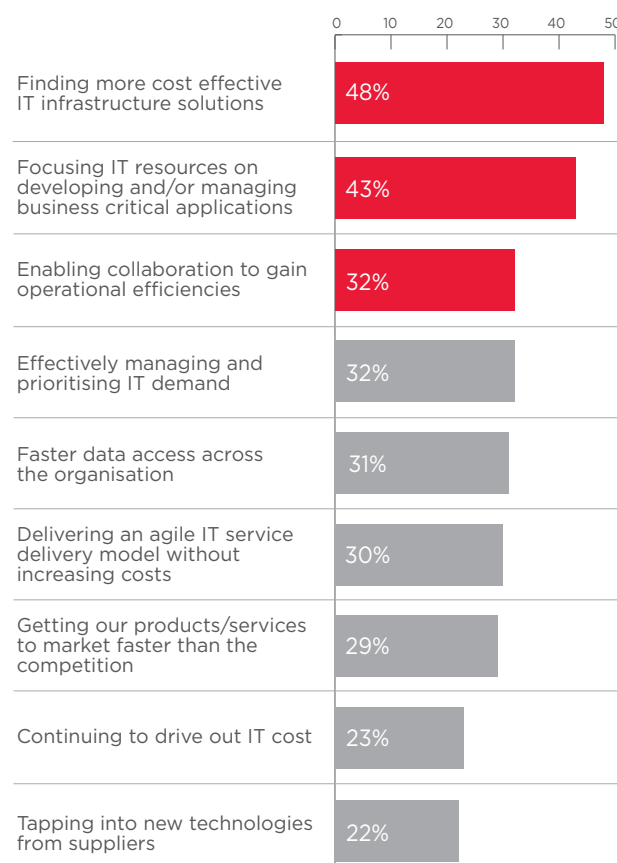 0 10 20 30 40 50
Finding more cost effective
IT infrastructure solutions
48%
Focusing IT resources on
developing and/or managing
business critical applications
43%
Enabling collaboration to gain
operational efficiencies
32%
Effectively managing and
prioritising IT demand
32%
Faster data access across
the organisation
31%
Delivering an agile IT service
delivery model without
increasing costs
30%
Getting our products/services
to market faster than the
competition
29%
Continuing to drive out IT cost
23%
Tapping into new technologies
from suppliers
22%